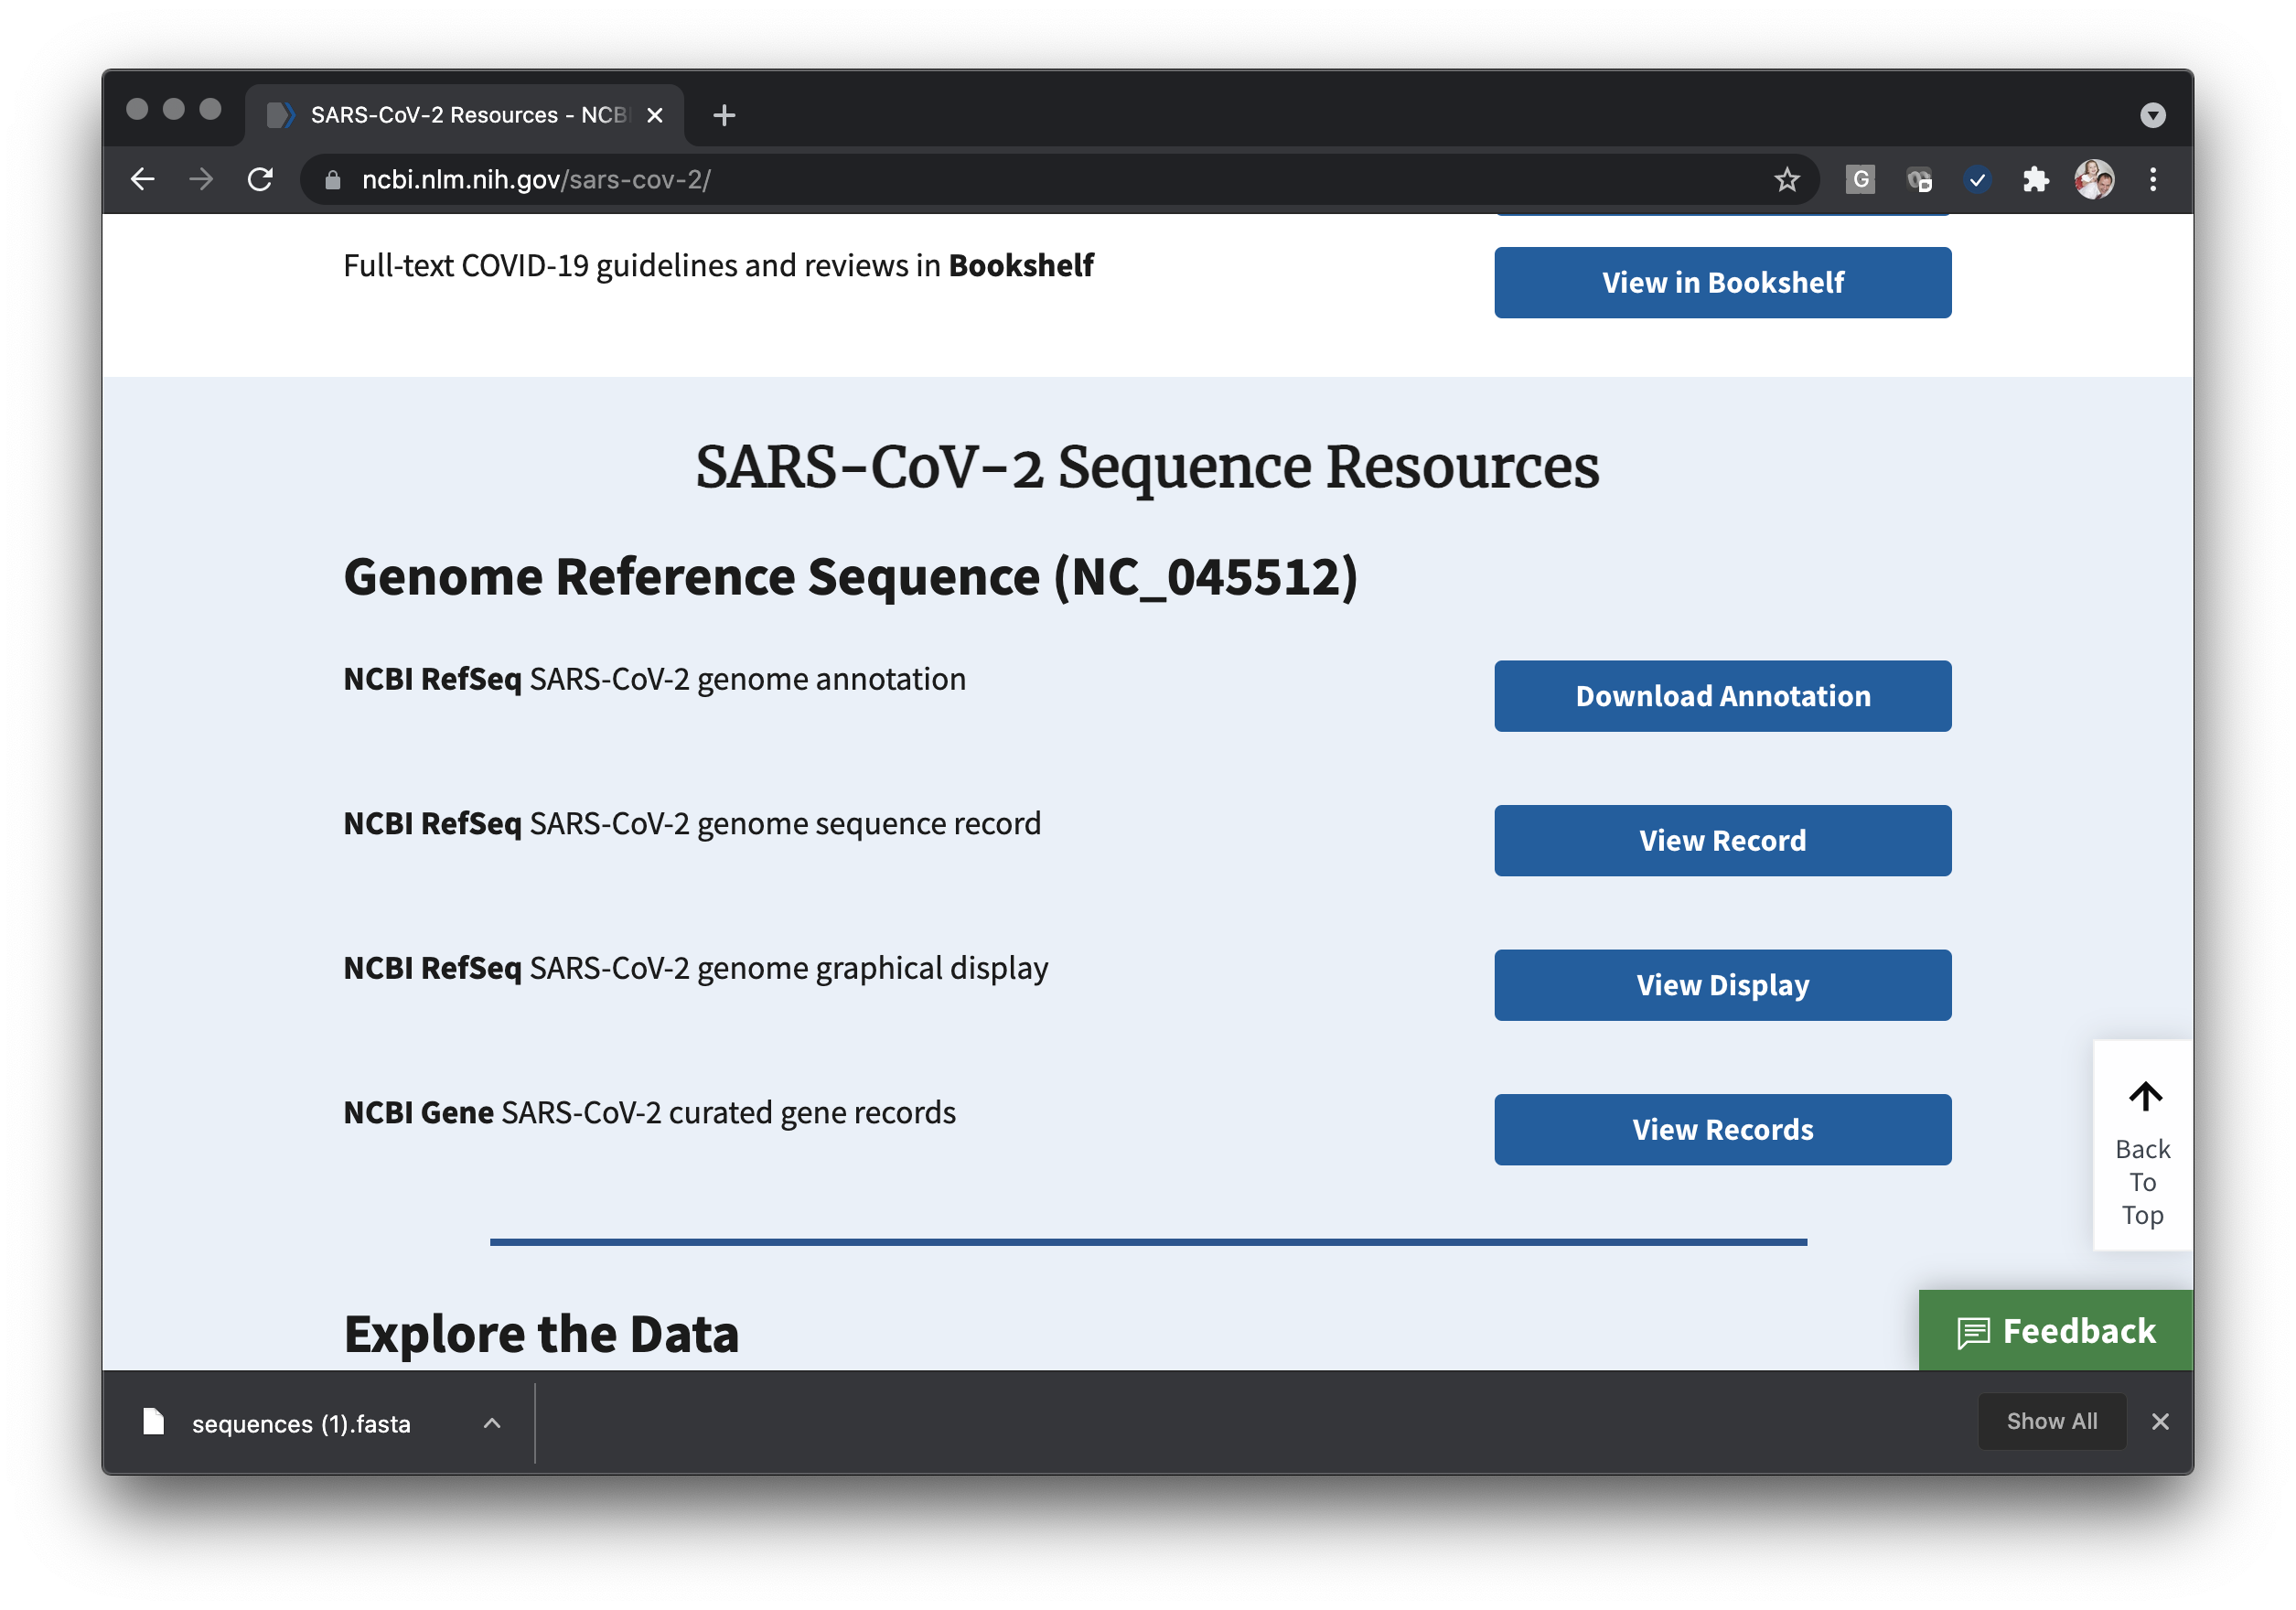 SARS-CoV-2 Resources - NCB
ncbi.nlm.nih.gov/sars-cov-2/
G
Full-text COVID-19 guidelines and reviews in Bookshelf
View in Bookshelf
SARS-CoV-2 Sequence Resources
Genome Reference Sequence (NC_045512)
NCBI RefSeq SARS-CoV-2 genome annotation
Download Annotation
NCBI RefSeq SARS-CoV-2 genome sequence record
View Record
NCBI RefSeq SARS-CoV-2 genome graphical display
View Display
NCBI Gene SARS-CoV-2 curated gene records
View Records
Back
To
Top
Explore the Data
Feedback
sequences (1).fasta
Show All